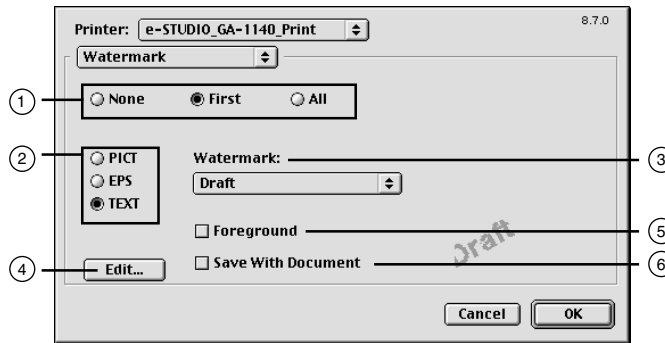 Printer: e-STUDIO_GA-1140_Print
8.7.0
Watermark
1
None First All
2
PICT
EPS
TEXT
Watermark:
3
Draft
Foreground
5
Draft
4
Edit...
Save With Document
6
Cancel OK